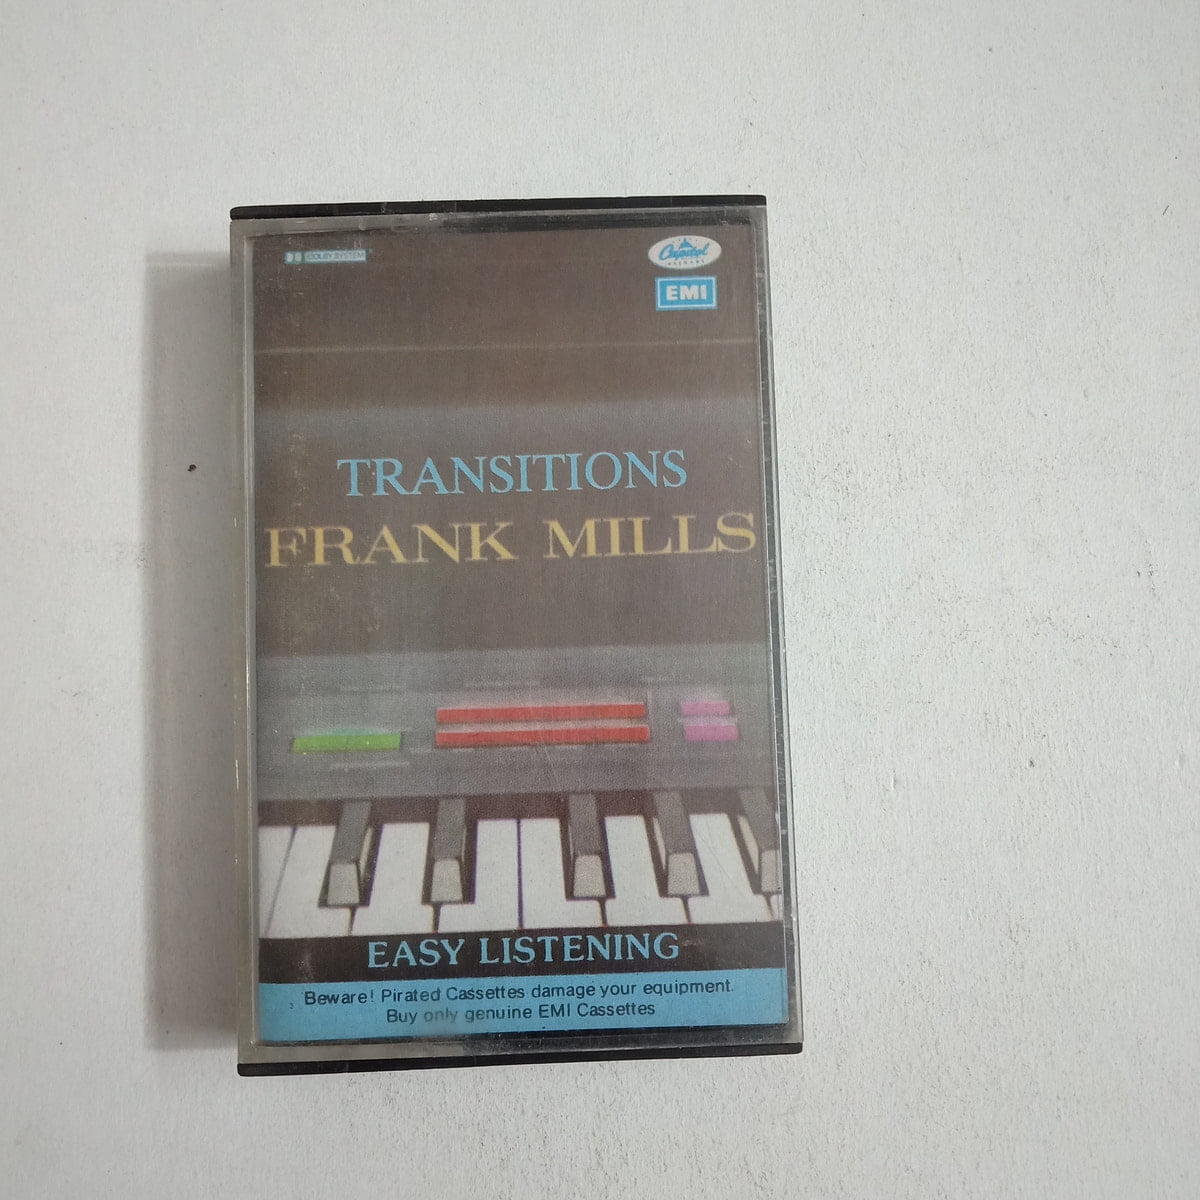 DOLBY SYSTEM
Capitol
EMI
TRANSITIONS
FRANK MILLS
EASY LISTENING
Beware! Pirated Cassettes damage your equipment.
Buy only genuine EMI Cassettes